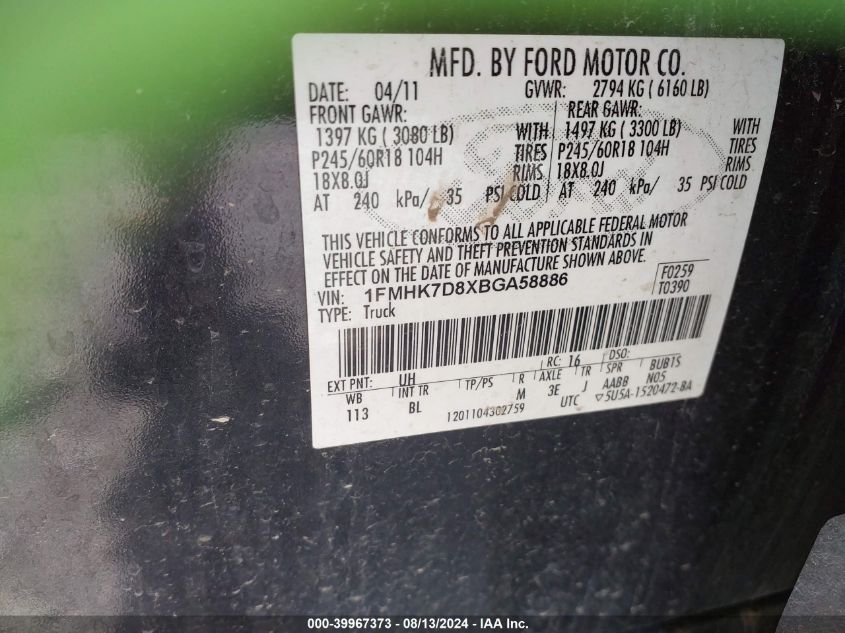 MFD. BY FORD MOTOR CO.
DATE: 04/11 GVWR: 2794 KG ( 6160 LB)
FRONT GAWR: REAR GAWR:
1397 KG ( 3080 LB) WITH 1497 KG ( 3300 LB) WITH
P245/60R18 104H TIRES P245/60R18 104H TIRES
18X8.0J RIMS 18X8.0J RIMS
AT 240 kPa/ 35 PSI COLD AT 240 kPa/ 35 PSI COLD
THIS VEHICLE CONFORMS TO ALL APPLICABLE FEDERAL MOTOR
VEHICLE SAFETY AND THEFT PREVENTION STANDARDS IN
EFFECT ON THE DATE OF MANUFACTURE SHOWN ABOVE.
VIN: 1FMHK7D8XBGA58886 F0259
TYPE: Truck T0390
RC: 16 DSO:
EXT PNT: UH
WB INT TR TP/PS R AXLE TR SPR BUB1S
113 BL M 3E J AABB N05
1201104302759 UTC ▽5U5A-1520472-BA
000-39967373 - 08/13/2024 - IAA Inc.